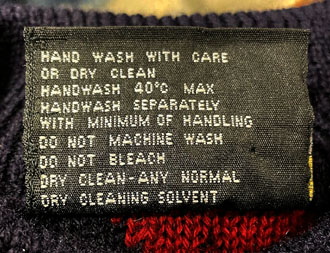 HAND WASH WITH CARE
OR DRY CLEAN
HANDWASH 40°C MAX
HANDWASH SEPARATELY
WITH MINIMUM OF HANDLING
DO NOT MACHINE WASH
DO NOT BLEACH
DRY CLEAN-ANY NORMAL
DRY CLEANING SOLVENT